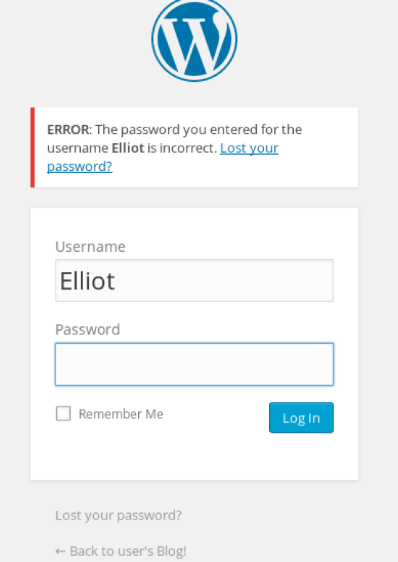 ERROR: The password you entered for the
username Elliot is incorrect. Lost your
password?
Username
Elliot
Password
Remember Me
Log In
Lost your password?
← Back to user's Blog!